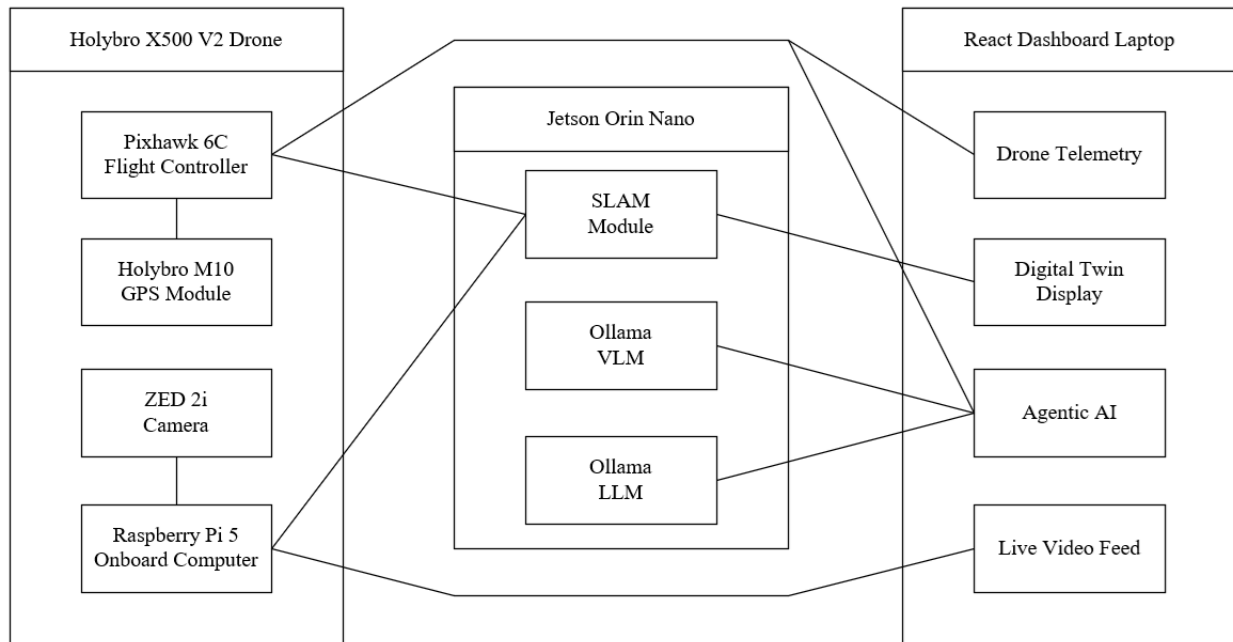 Holybro X500 V2 Drone
Pixhawk 6C
Flight Controller
Holybro M10
GPS Module
ZED 2i
Camera
Raspberry Pi 5
Onboard Computer
Jetson Orin Nano
SLAM
Module
Ollama
VLM
Ollama
LLM
React Dashboard Laptop
Drone Telemetry
Digital Twin
Display
Agentic AI
Live Video Feed